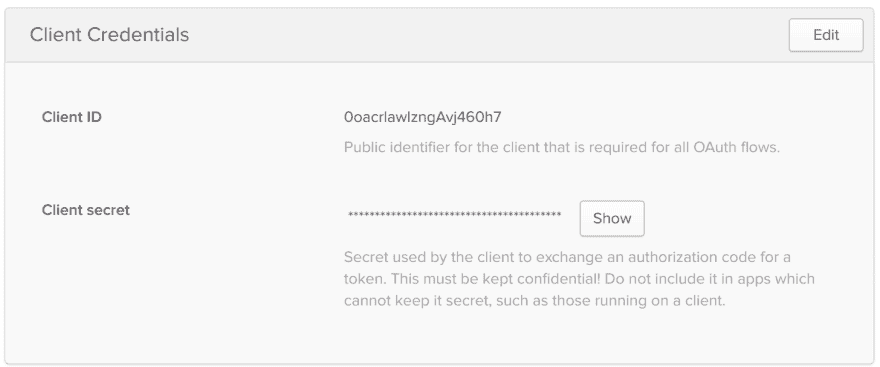 Client Credentials
Edit
Client ID
0oacrlawlzngAvj460h7
Public identifier for the client that is required for all OAuth flows.
Client secret
****************************************
Show
Secret used by the client to exchange an authorization code for a
token. This must be kept confidential! Do not include it in apps which
cannot keep it secret, such as those running on a client.